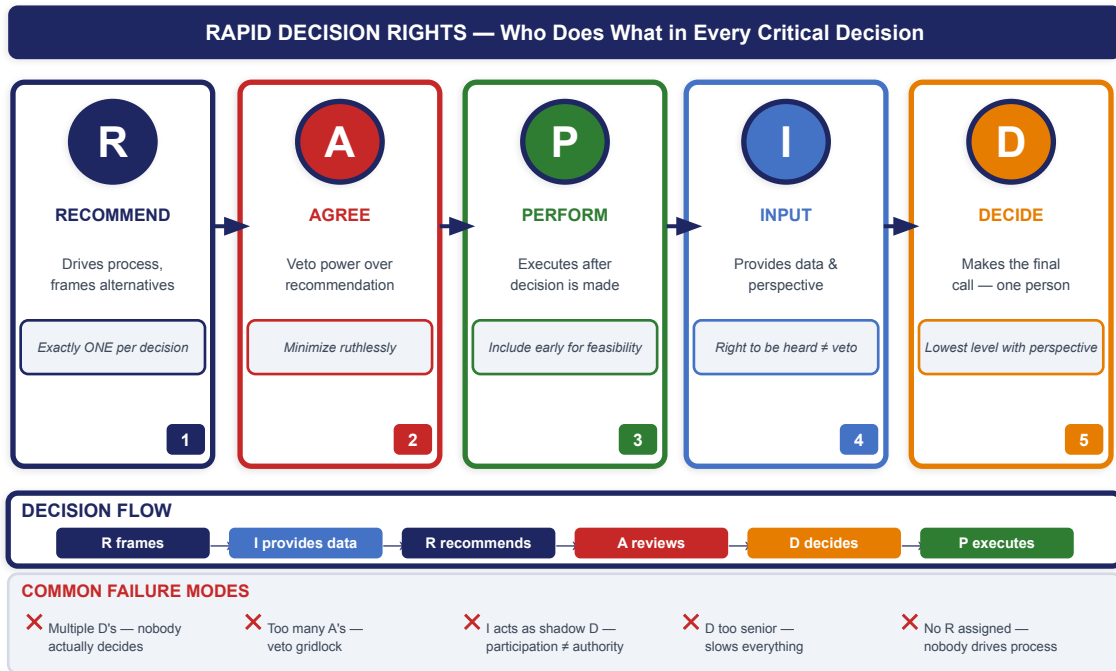 RAPID DECISION RIGHTS — Who Does What in Every Critical Decision
R
RECOMMEND
Drives process,
frames alternatives
Exactly ONE per decision
1
A
AGREE
Veto power over
recommendation
Minimize ruthlessly
2
P
PERFORM
Executes after
decision is made
Include early for feasibility
3
I
INPUT
Provides data &
perspective
Right to be heard ≠ veto
4
D
DECIDE
Makes the final
call — one person
Lowest level with perspective
5
DECISION FLOW
R frames
I provides data
R recommends
A reviews
D decides
P executes
COMMON FAILURE MODES
Multiple D's — nobody
actually decides
Too many A's —
veto gridlock
I acts as shadow D —
participation ≠ authority
D too senior —
slows everything
No R assigned —
nobody drives process